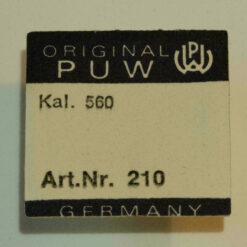 ORIGINAL
PUW
PUW
Kal. 560
Art.Nr. 210
GERMANY